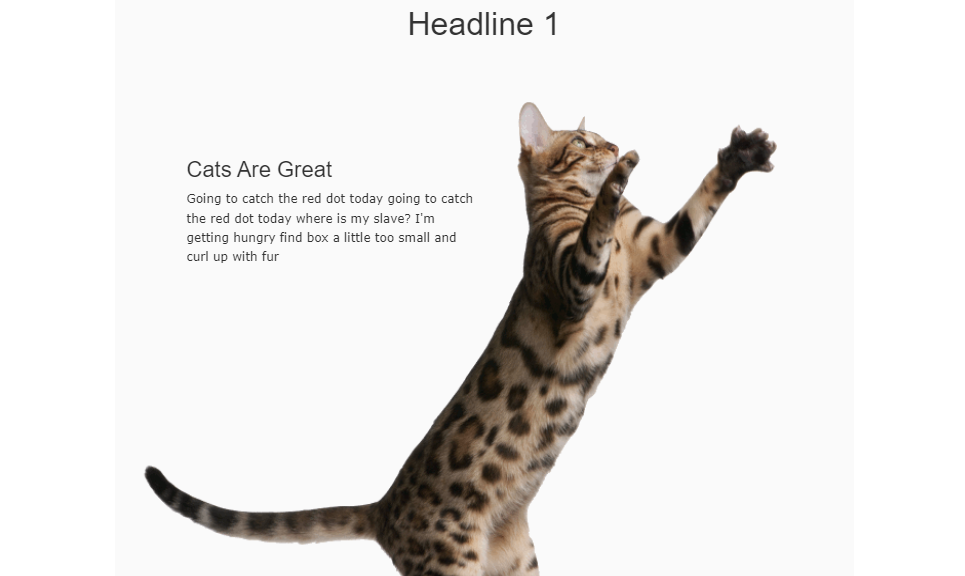 Headline 1
Cats Are Great
Going to catch the red dot today going to catch
the red dot today where is my slave? I'm
getting hungry find box a little too small and
curl up with fur